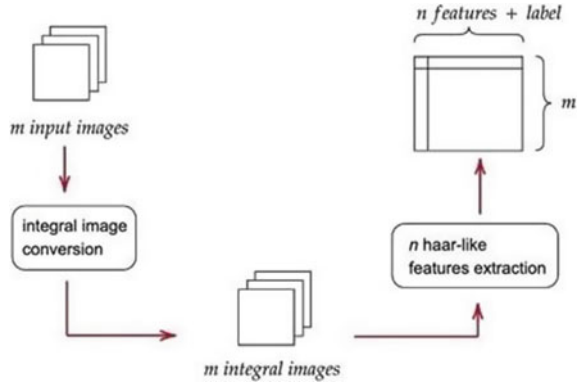 n features + label
m
m input images
integral image
conversion
n haar-like
features extraction
m integral images